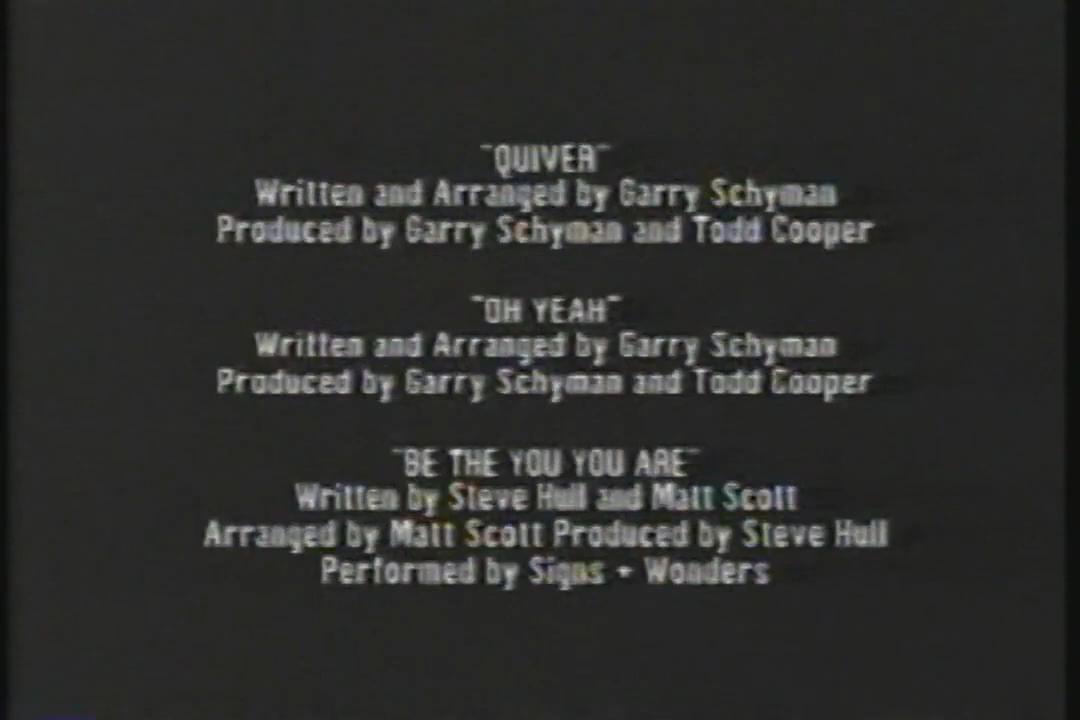 "QUIVER"
Written and Arranged by Garry Schyman
Produced by Garry Schyman and Todd Cooper
"OH YEAH"
Written and Arranged by Garry Schyman
Produced by Garry Schyman and Todd Cooper
"BE THE YOU YOU ARE"
Written by Steve Hull and Matt Scott
Arranged by Matt Scott Produced by Steve Hull
Performed by Signs + Wonders